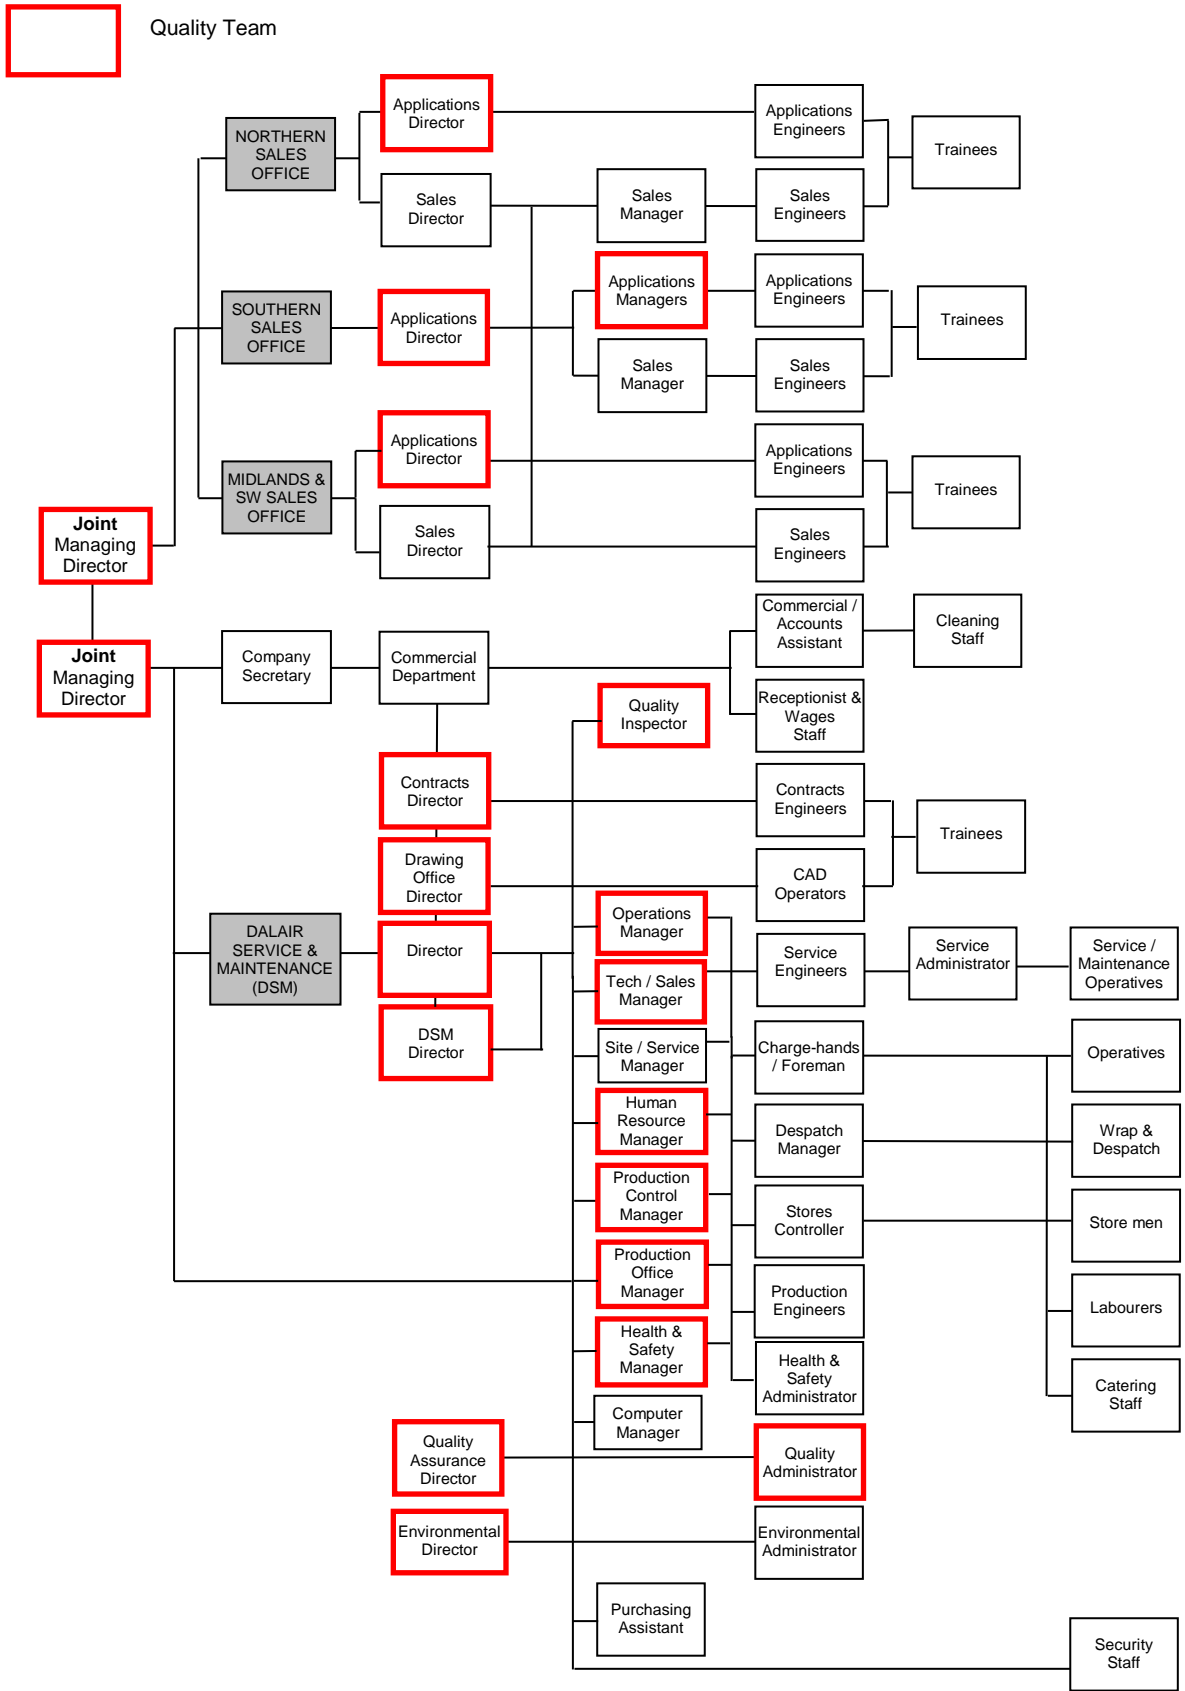 Quality Team
Applications
Director
Applications
Engineers
NORTHERN
SALES
OFFICE
Trainees
Sales
Director
Sales
Manager
Sales
Engineers
Applications
Managers
Applications
Engineers
SOUTHERN
SALES
OFFICE
Applications
Director
Trainees
Sales
Manager
Sales
Engineers
Applications
Director
Applications
Engineers
MIDLANDS &
SW SALES
OFFICE
Trainees
Sales
Director
Sales
Engineers
Joint
Managing
Director
Commercial /
Accounts
Assistant
Cleaning
Staff
Joint
Managing
Director
Company
Secretary
Commercial
Department
Quality
Inspector
Receptionist &
Wages
Staff
Contracts
Director
Contracts
Engineers
Trainees
Drawing
Office
Director
CAD
Operators
Operations
Manager
DALAIR
SERVICE &
MAINTENANCE
(DSM)
Director
Service
Engineers
Service
Administrator
Service /
Maintenance
Operatives
Tech / Sales
Manager
DSM
Director
Site / Service
Manager
Charge-hands
/ Foreman
Operatives
Human
Resource
Manager
Despatch
Manager
Wrap &
Despatch
Production
Control
Manager
Stores
Controller
Store men
Production
Office
Manager
Production
Engineers
Labourers
Health &
Safety
Manager
Health &
Safety
Administrator
Catering
Staff
Computer
Manager
Quality
Assurance
Director
Quality
Administrator
Environmental
Director
Environmental
Administrator
Purchasing
Assistant
Security
Staff